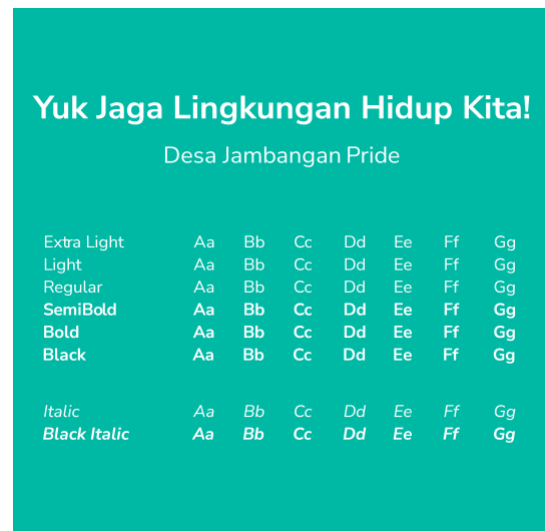 Yuk Jaga Lingkungan Hidup Kita!
Desa Jambangan Pride
Extra Light Aa Bb Cc Dd Ee Ff Gg
Light Aa Bb Cc Dd Ee Ff Gg
Regular Aa Bb Cc Dd Ee Ff Gg
SemiBold Aa Bb Cc Dd Ee Ff Gg
Bold Aa Bb Cc Dd Ee Ff Gg
Black Aa Bb Cc Dd Ee Ff Gg
Italic Aa Bb Cc Dd Ee Ff Gg
Black Italic Aa Bb Cc Dd Ee Ff Gg